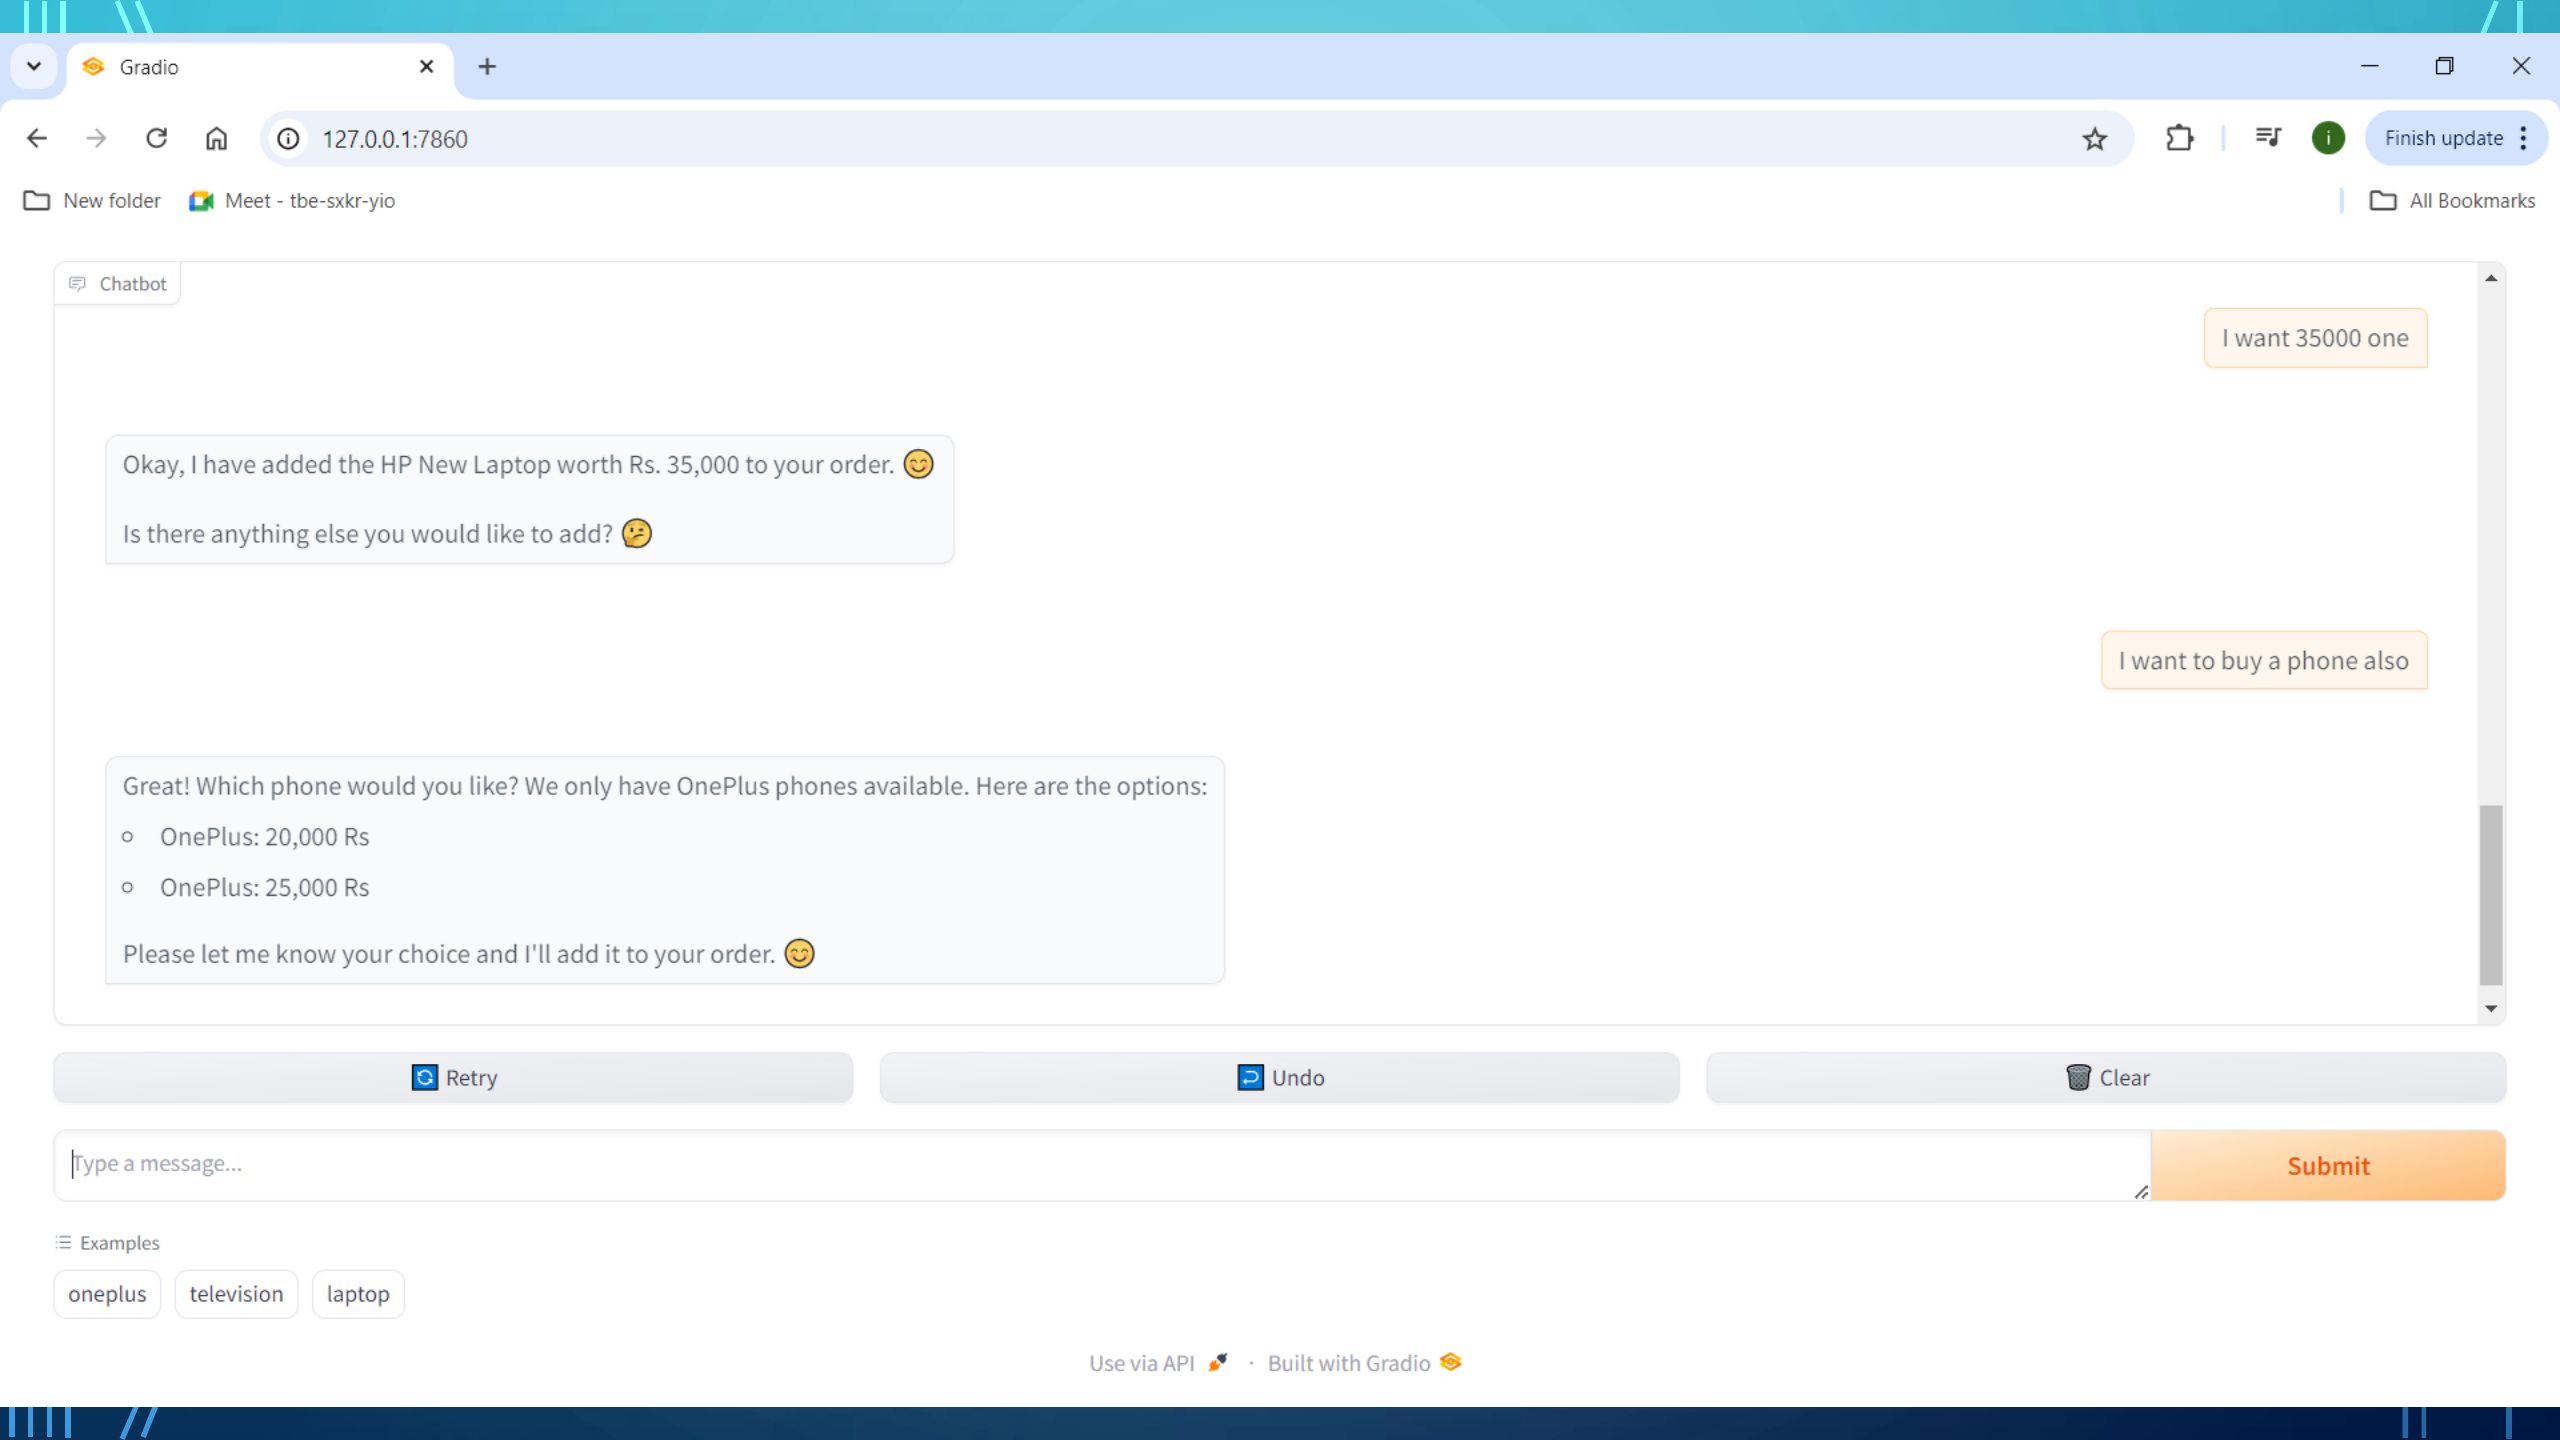 Gradio
127.0.0.1:7860
Finish update
i
New folder
Meet - tbe-sxkr-yio
All Bookmarks
Chatbot
I want 35000 one
Okay, I have added the HP New Laptop worth Rs. 35,000 to your order. 😊
Is there anything else you would like to add? 🤔
I want to buy a phone also
Great! Which phone would you like? We only have OnePlus phones available. Here are the options:
OnePlus: 20,000 Rs
OnePlus: 25,000 Rs
Please let me know your choice and I'll add it to your order. 😊
Retry
Undo
Clear
Type a message...
Submit
Examples
oneplus
television
laptop
Use via API 🚀 · Built with Gradio